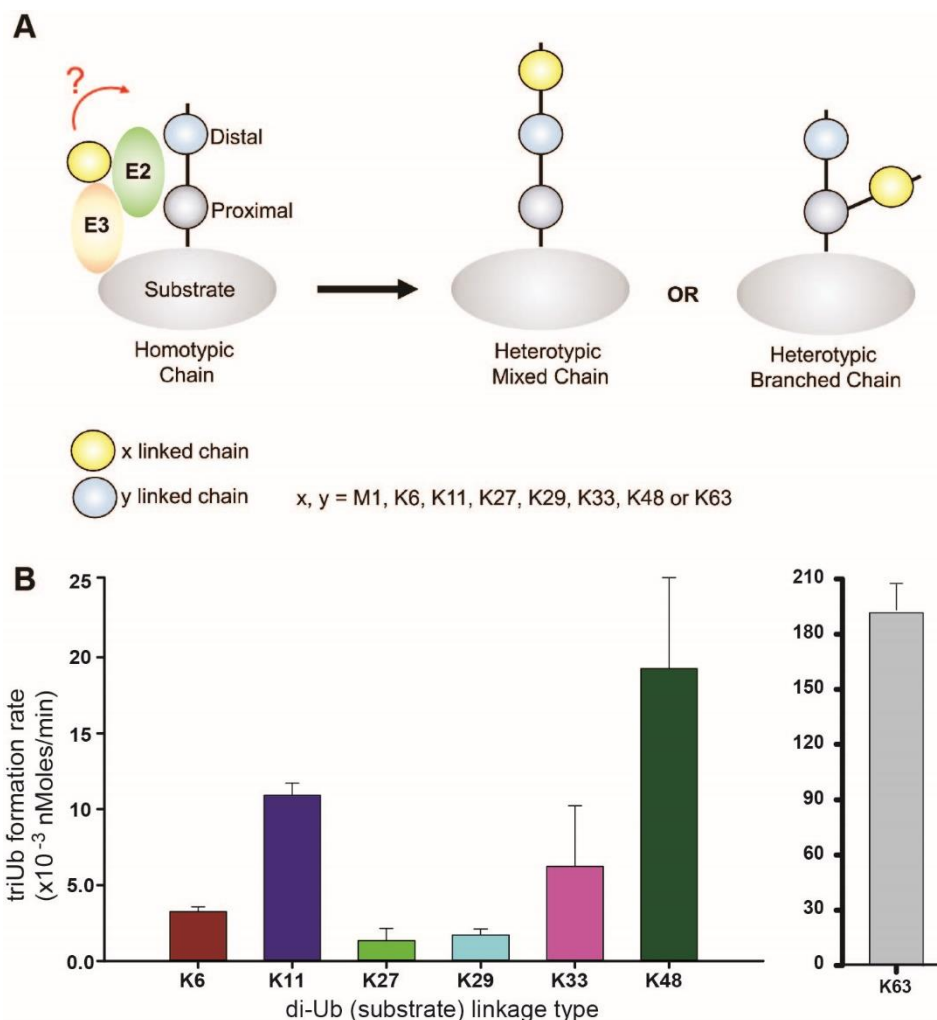 A
?
E2
E3
Distal
Proximal
Substrate
Homotypic
Chain
OR
Heterotypic
Mixed Chain
Heterotypic
Branched Chain
x linked chain
y linked chain
x, y = M1, K6, K11, K27, K29, K33, K48 or K63
B
triUb formation rate
(x10 -3 nMoles/min)
25
20
15
10
5.0
0.0
K6 K11 K27 K29 K33 K48
di-Ub (substrate) linkage type
210
180
150
120
90
60
30
0
K63